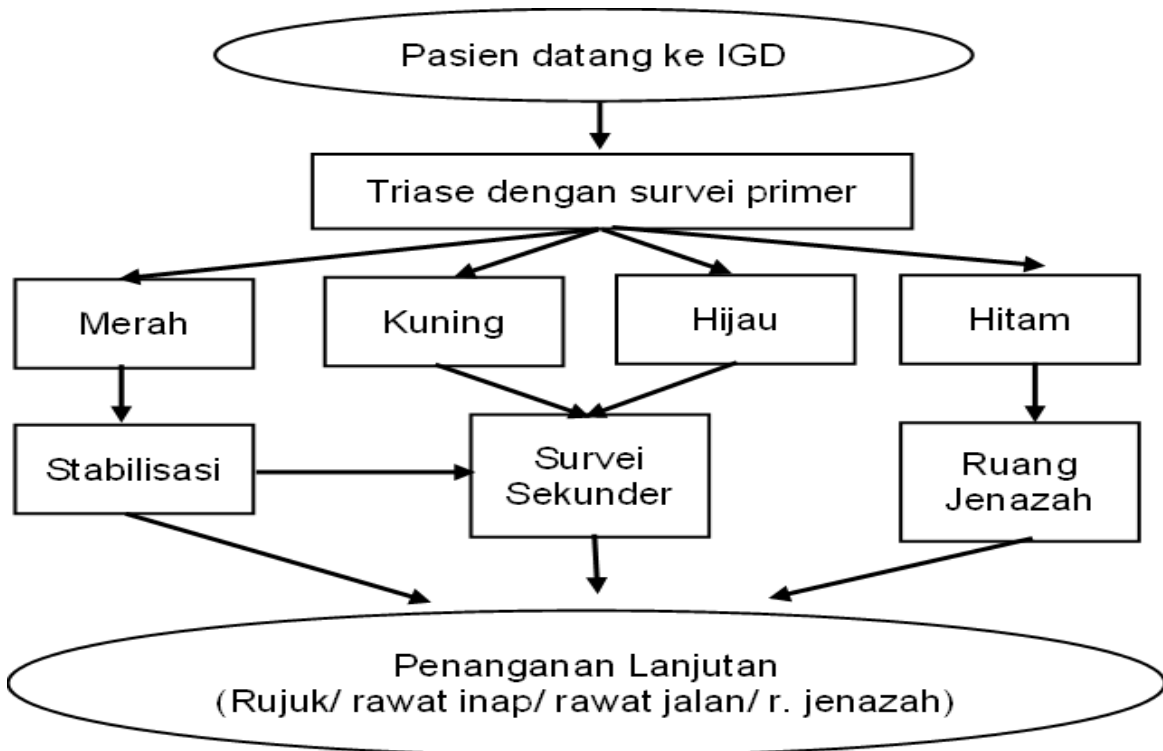 Pasien datang ke IGD
Triase dengan survei primer
Merah
Kuning
Hijau
Hitam
Stabilisasi
Survei
Sekunder
Ruang
Jenazah
Penanganan Lanjutan
(Rujuk/ rawat inap/ rawat jalan/ r. jenazah)